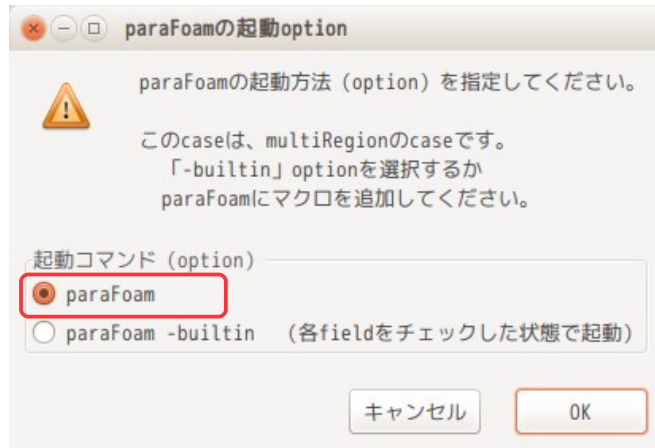 paraFoamの起動option
paraFoamの起動方法（option）を指定してください。
このcaseは、multiRegionのcaseです。
「-builtin」optionを選択するか
paraFoamにマクロを追加してください。
起動コマンド（option）
paraFoam
paraFoam -builtin　（各fieldをチェックした状態で起動）
キャンセル
OK